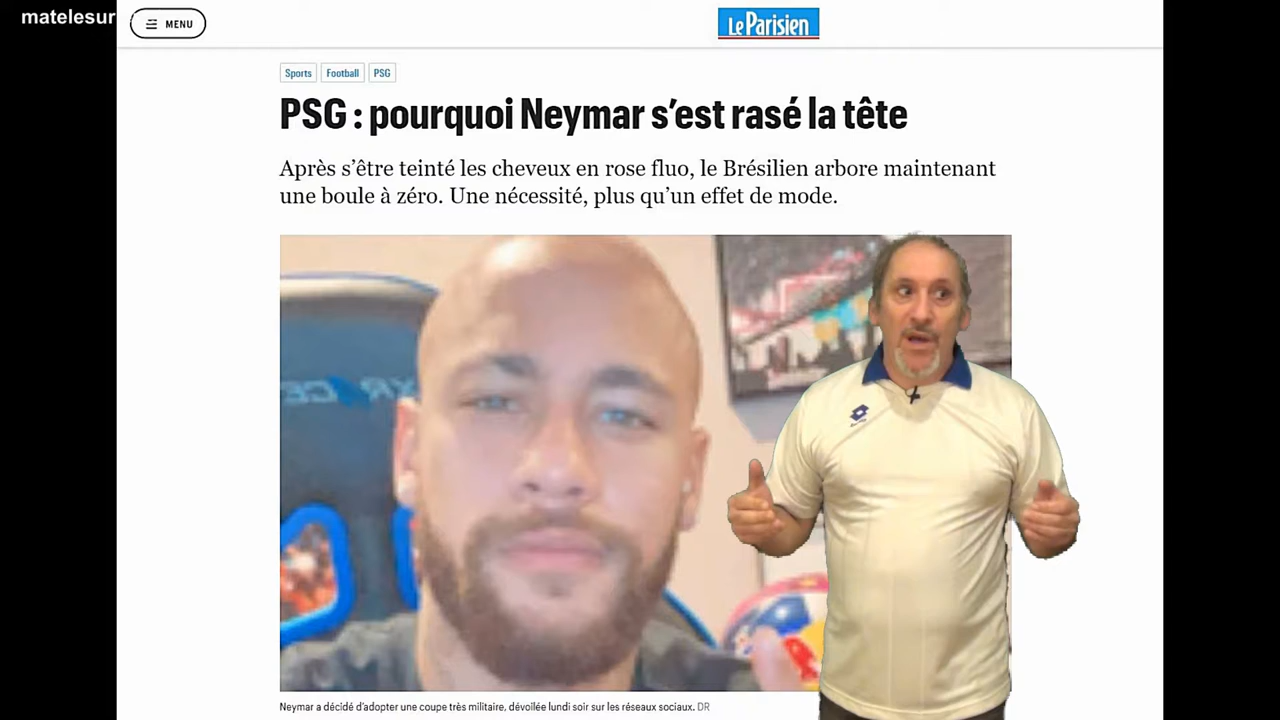 matelesur
MENU
Le Parisien
Sports
Football
PSG
PSG : pourquoi Neymar s'est rasé la tête
Après s'être teinté les cheveux en rose fluo, le Brésilien arbore maintenant
une boule à zéro. Une nécessité, plus qu'un effet de mode.
Neymar a décidé d'adopter une coupe très militaire, dévoilée lundi soir sur les réseaux sociaux. DR